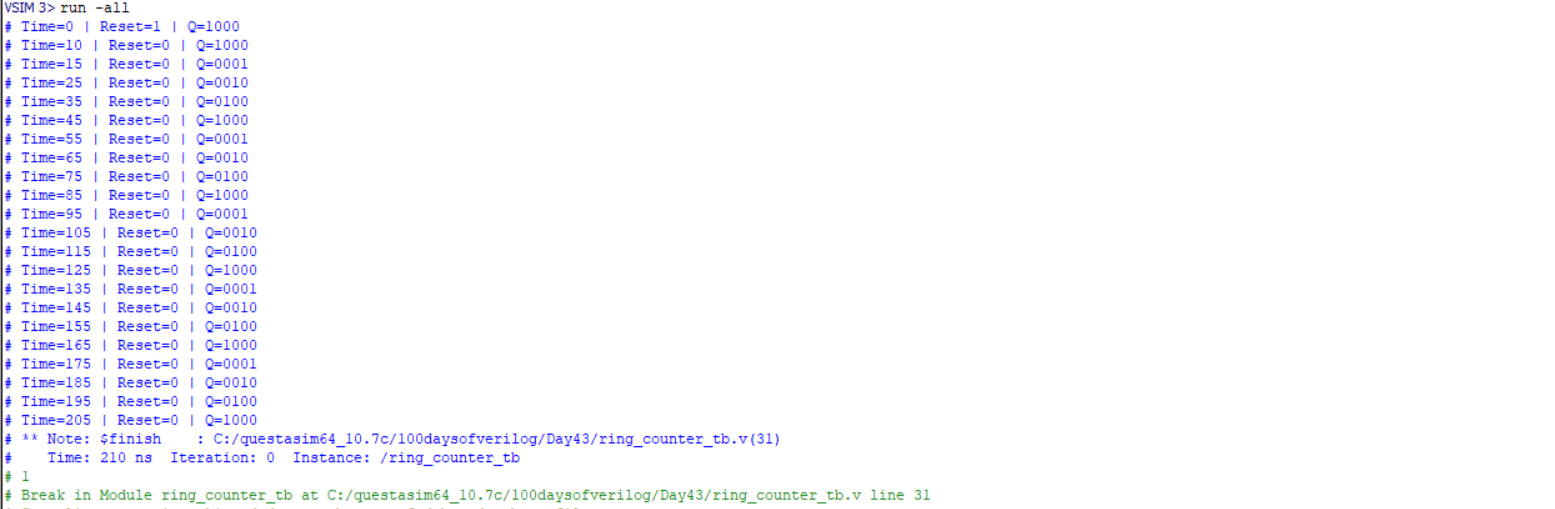 VSIM 3> run -all
# Time=0 | Reset=1 | Q=1000
# Time=10 | Reset=0 | Q=1000
# Time=15 | Reset=0 | Q=0001
# Time=25 | Reset=0 | Q=0010
# Time=35 | Reset=0 | Q=0100
# Time=45 | Reset=0 | Q=1000
# Time=55 | Reset=0 | Q=0001
# Time=65 | Reset=0 | Q=0010
# Time=75 | Reset=0 | Q=0100
# Time=85 | Reset=0 | Q=1000
# Time=95 | Reset=0 | Q=0001
# Time=105 | Reset=0 | Q=0010
# Time=115 | Reset=0 | Q=0100
# Time=125 | Reset=0 | Q=1000
# Time=135 | Reset=0 | Q=0001
# Time=145 | Reset=0 | Q=0010
# Time=155 | Reset=0 | Q=0100
# Time=165 | Reset=0 | Q=1000
# Time=175 | Reset=0 | Q=0001
# Time=185 | Reset=0 | Q=0010
# Time=195 | Reset=0 | Q=0100
# Time=205 | Reset=0 | Q=1000
# ** Note: $finish    : C:/questasim64_10.7c/100daysofverilog/Day43/ring_counter_tb.v(31)
#    Time: 210 ns  Iteration: 0  Instance: /ring_counter_tb
# 1
# Break in Module ring_counter_tb at C:/questasim64_10.7c/100daysofverilog/Day43/ring_counter_tb.v line 31